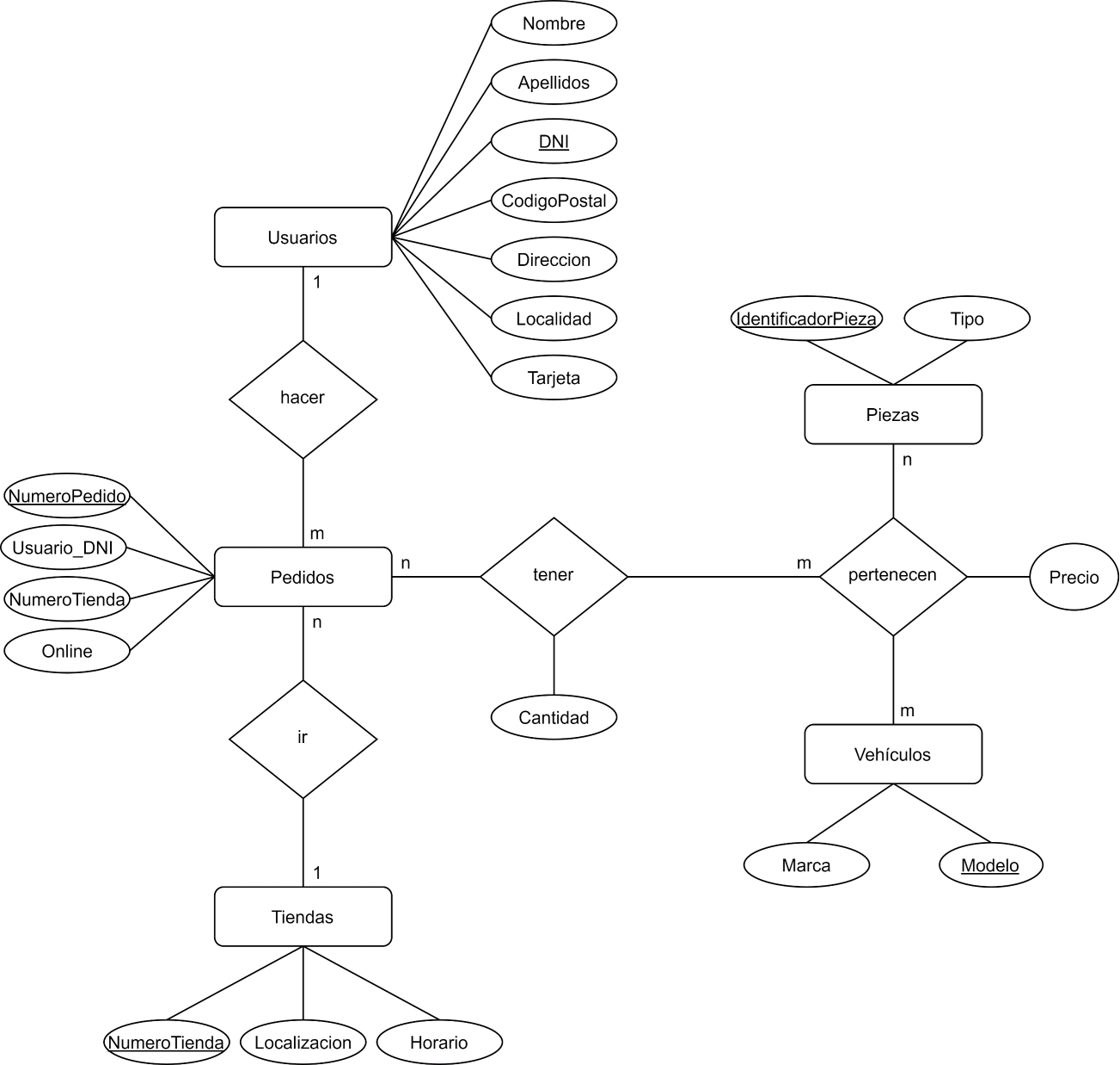 Nombre
Apellidos
DNI
CodigoPostal
Usuarios
Direccion
1
Localidad
IdentificadorPieza
Tipo
Tarjeta
hacer
Piezas
n
NumeroPedido
m
Usuario_DNI
n
m
Pedidos
tener
pertenecen
Precio
NumeroTienda
n
Online
m
Cantidad
ir
Vehículos
1
Marca
Modelo
Tiendas
NumeroTienda
Localizacion
Horario